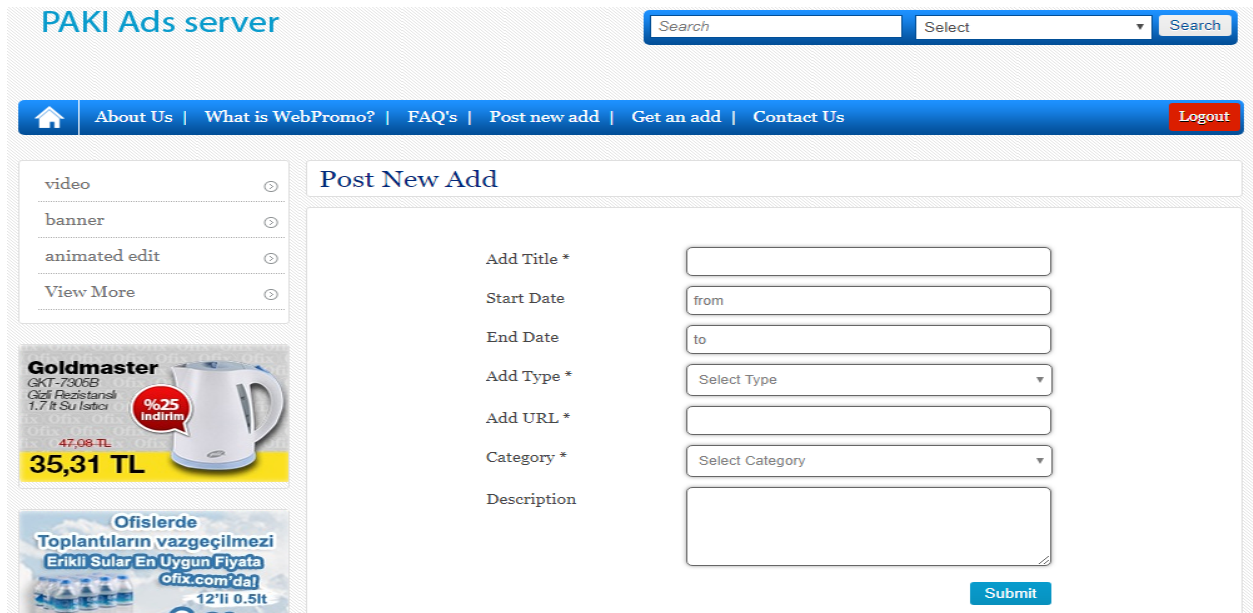 PAKI Ads server
Search
Select
Search
About Us | What is WebPromo? | FAQ's | Post new add | Get an add | Contact Us
Logout
video
banner
animated edit
View More
Goldmaster
GKT-7305B
Gizli Rezistanslı
1.7 lt Su Isıtıcı
%25
indirim
47,08 TL
35,31 TL
Ofislerde
Toplantıların vazgeçilmezi
Erikli Sular En Uygun Fiyata
ofix.com'da!
12'li 0.5lt
Post New Add
Add Title *
Start Date
from
End Date
to
Add Type *
Select Type
Add URL *
Category *
Select Category
Description
Submit